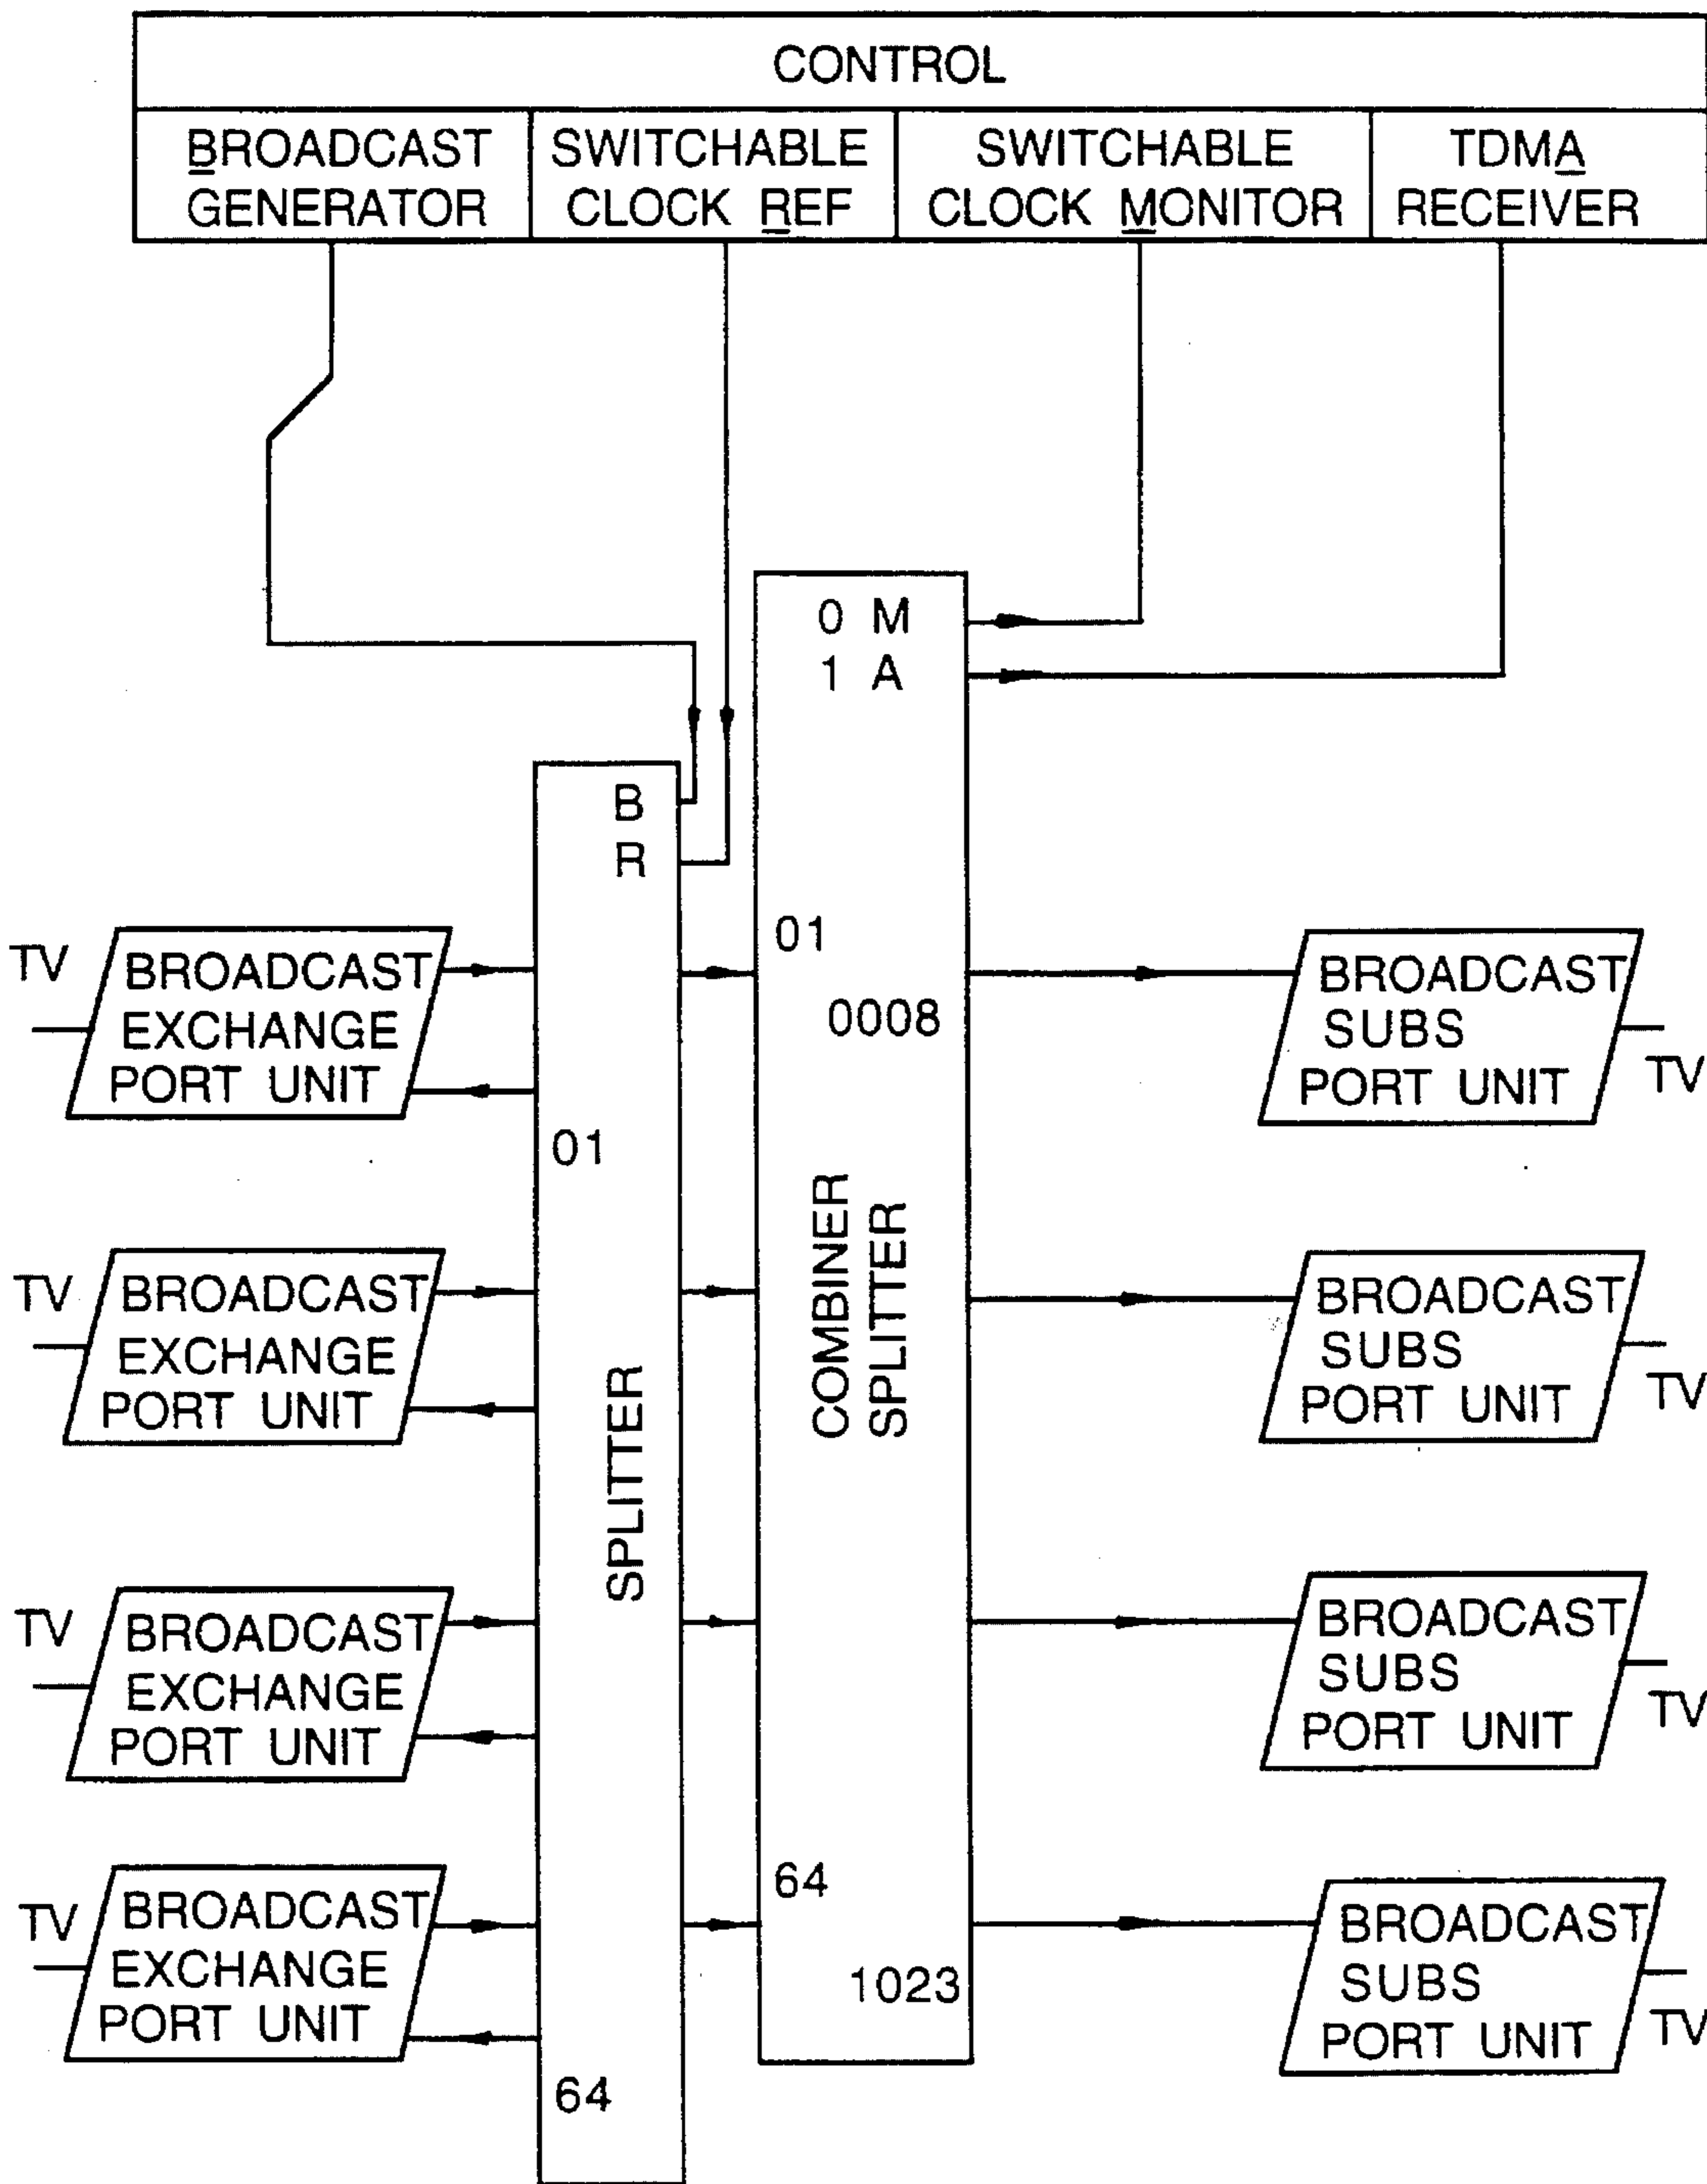 CONTROL
BROADCAST
GENERATOR
SWITCHABLE
CLOCK REF
SWITCHABLE
CLOCK MONITOR
TDMA
RECEIVER
0 M
1 A
B
R
01
0008
TV
BROADCAST
EXCHANGE
PORT UNIT
BROADCAST
SUBS
PORT UNIT
TV
01
TV
BROADCAST
EXCHANGE
PORT UNIT
SPLITTER
COMBINER
SPLITTER
BROADCAST
SUBS
PORT UNIT
TV
TV
BROADCAST
EXCHANGE
PORT UNIT
BROADCAST
SUBS
PORT UNIT
TV
64
TV
BROADCAST
EXCHANGE
PORT UNIT
1023
BROADCAST
SUBS
PORT UNIT
TV
64